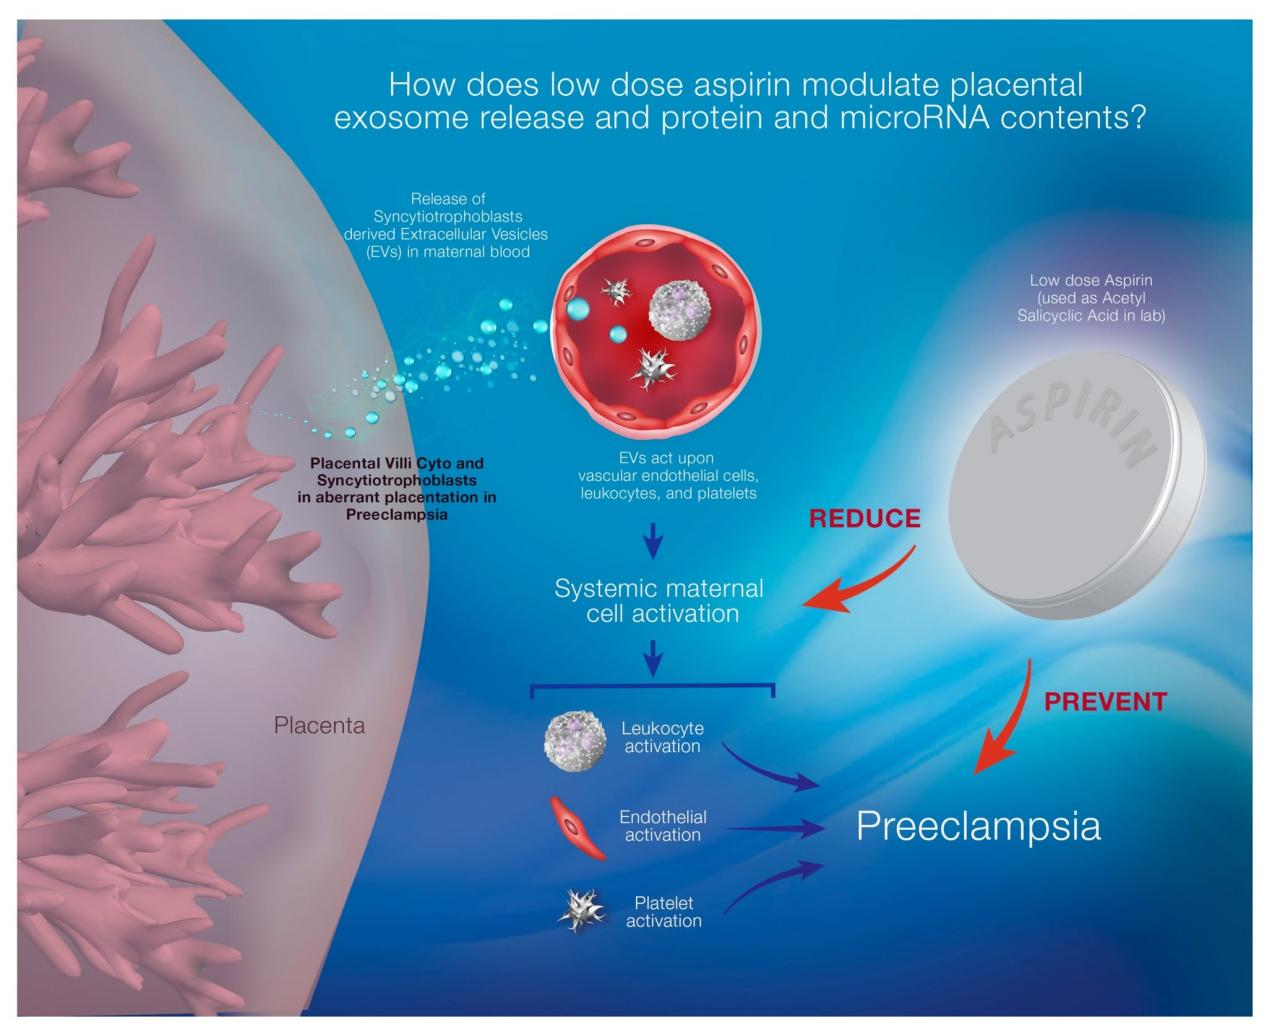 How does low dose aspirin modulate placental
exosome release and protein and microRNA contents?
Release of
Syncytiotrophoblasts
derived Extracellular Vesicles
(EVs) in maternal blood
Low dose Aspirin
(used as Acetyl
Salicyclic Acid in lab)
ASPIRIN
Placental Villi Cyto and
Syncytiotrophoblasts
in aberrant placentation in
Preeclampsia
EVs act upon
vascular endothelial cells,
leukocytes, and platelets
REDUCE
Systemic maternal
cell activation
PREVENT
Placenta
Leukocyte
activation
Endothelial
activation
Preeclampsia
Platelet
activation